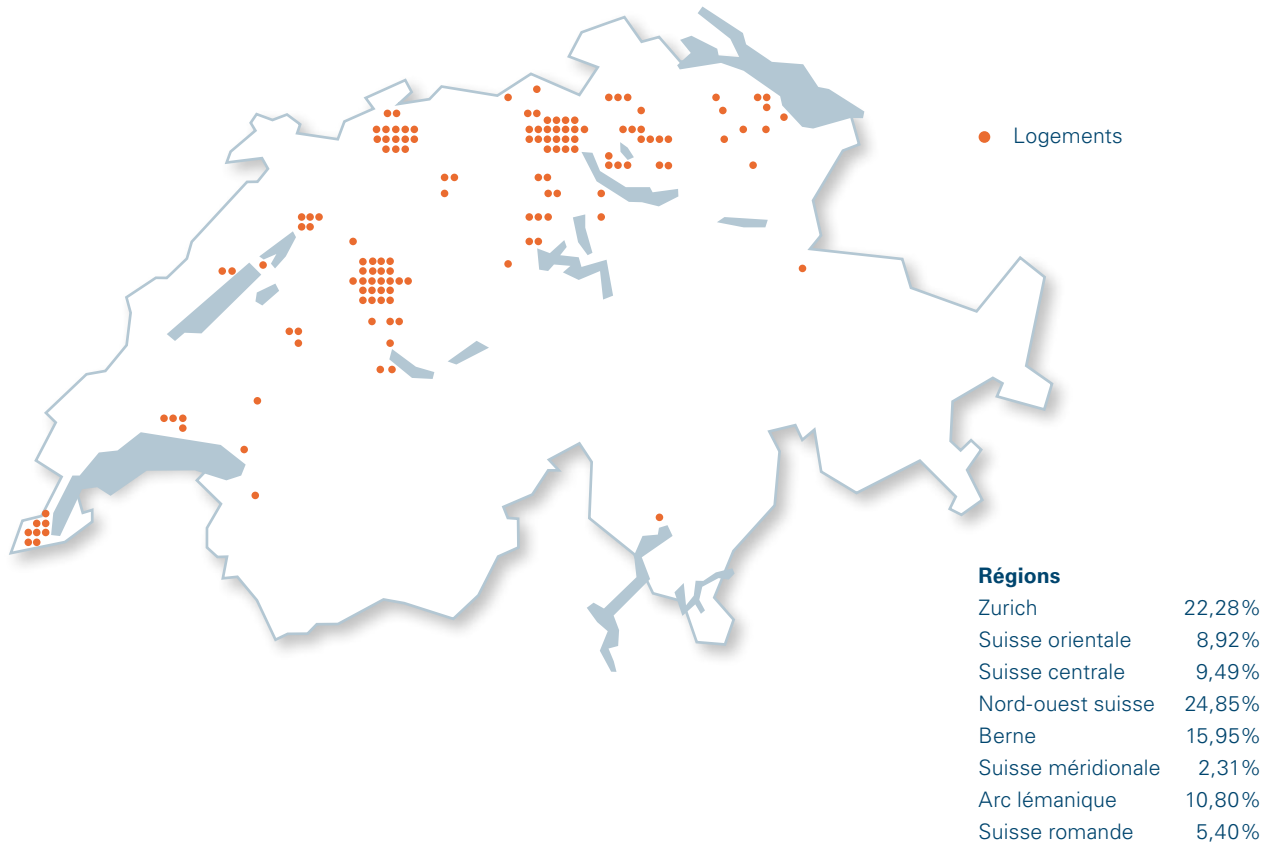 Logements
Régions
Zurich 22,28%
Suisse orientale 8,92%
Suisse centrale 9,49%
Nord-ouest suisse 24,85%
Berne 15,95%
Suisse méridionale 2,31%
Arc lémanique 10,80%
Suisse romande 5,40%